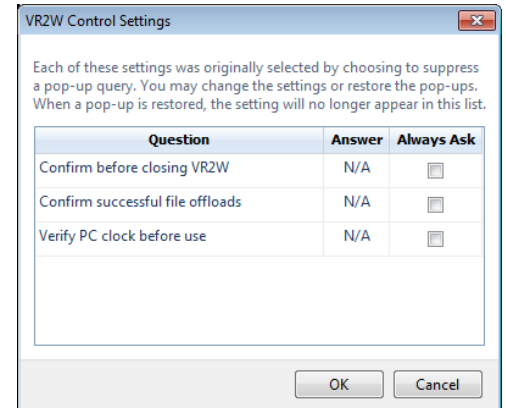 VR2W Control Settings
Each of these settings was originally selected by choosing to suppress
a pop-up query. You may change the settings or restore the pop-ups.
When a pop-up is restored, the setting will no longer appear in this list.
Question Answer Always Ask
Confirm before closing VR2W N/A
Confirm successful file offloads N/A
Verify PC clock before use N/A
OK Cancel